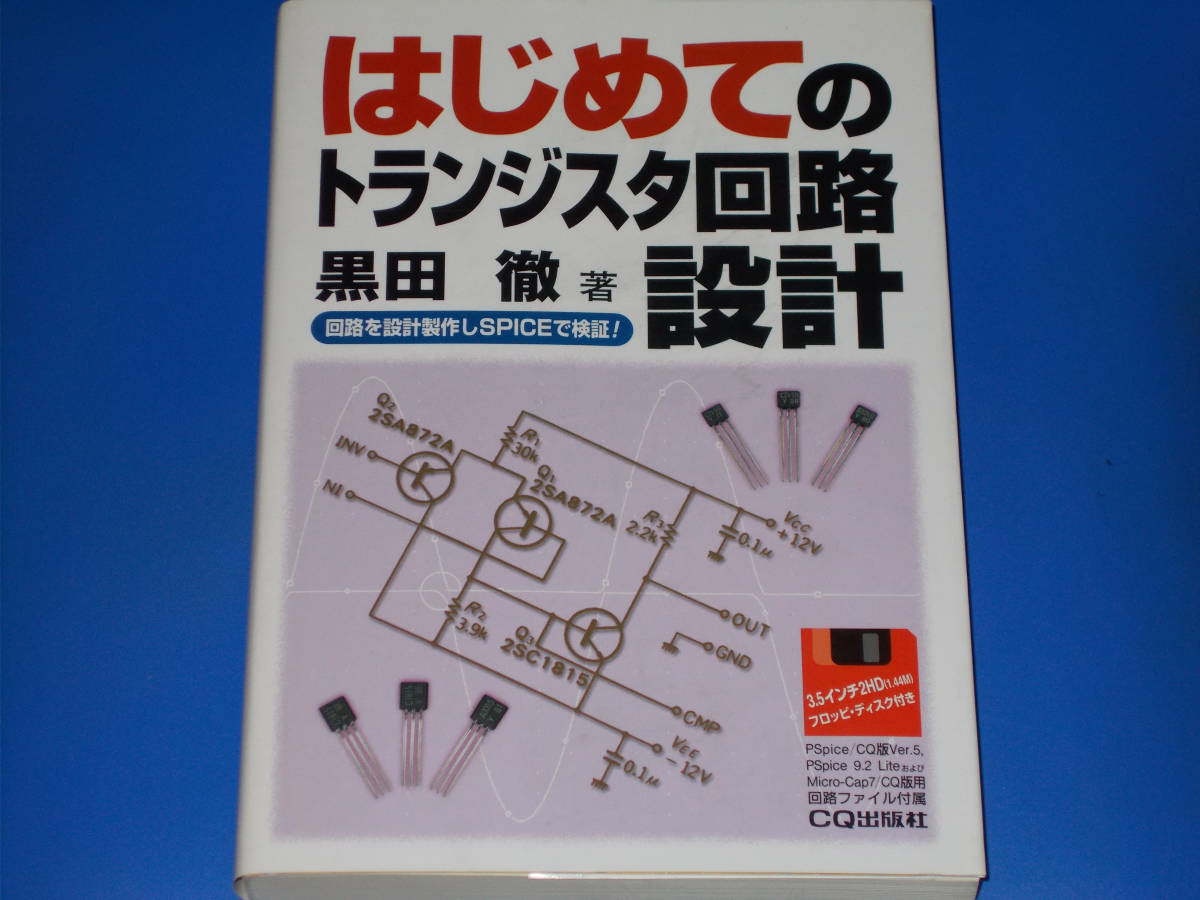 はじめての
トランジスタ回路
設計
黒田 徹 著
回路を設計製作しSPICEで検証!
Q2
2SA872A
INV
NI
R1
30k
Q1
2SA872A
R3
2.2k
VCC
+12V
0.1μ
OUT
GND
R2
3.9k
Q3
2SC1815
CMP
VEE
-12V
0.1μ
3.5インチ2HD(1.44M)
フロッピ・ディスク付き
PSpice/CQ版Ver.5,
PSpice 9.2 Liteおよび
Micro-Cap7/CQ版用
回路ファイル付属
CQ出版社